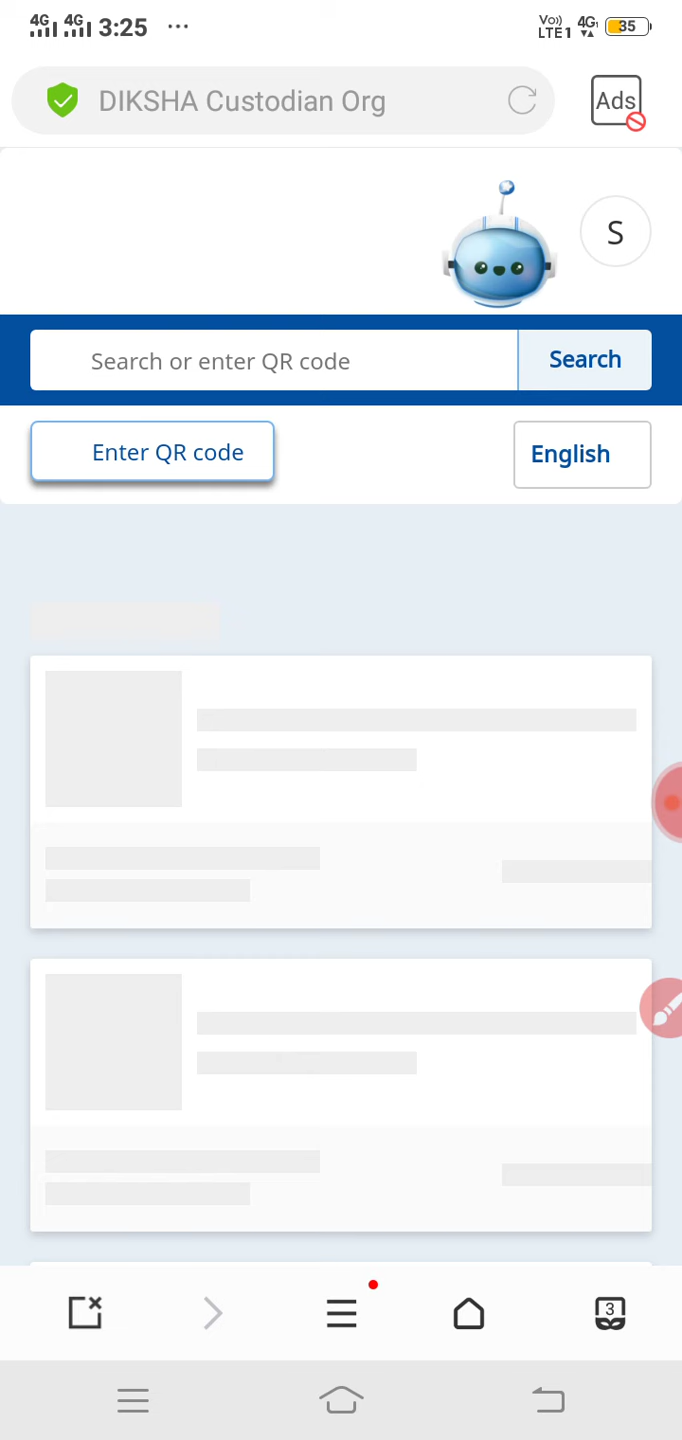 4G 4G 3:25 ... Vo)) LTE1 4G 35
DIKSHA Custodian Org
Ads
S
Search or enter QR code
Search
Enter QR code
English
3